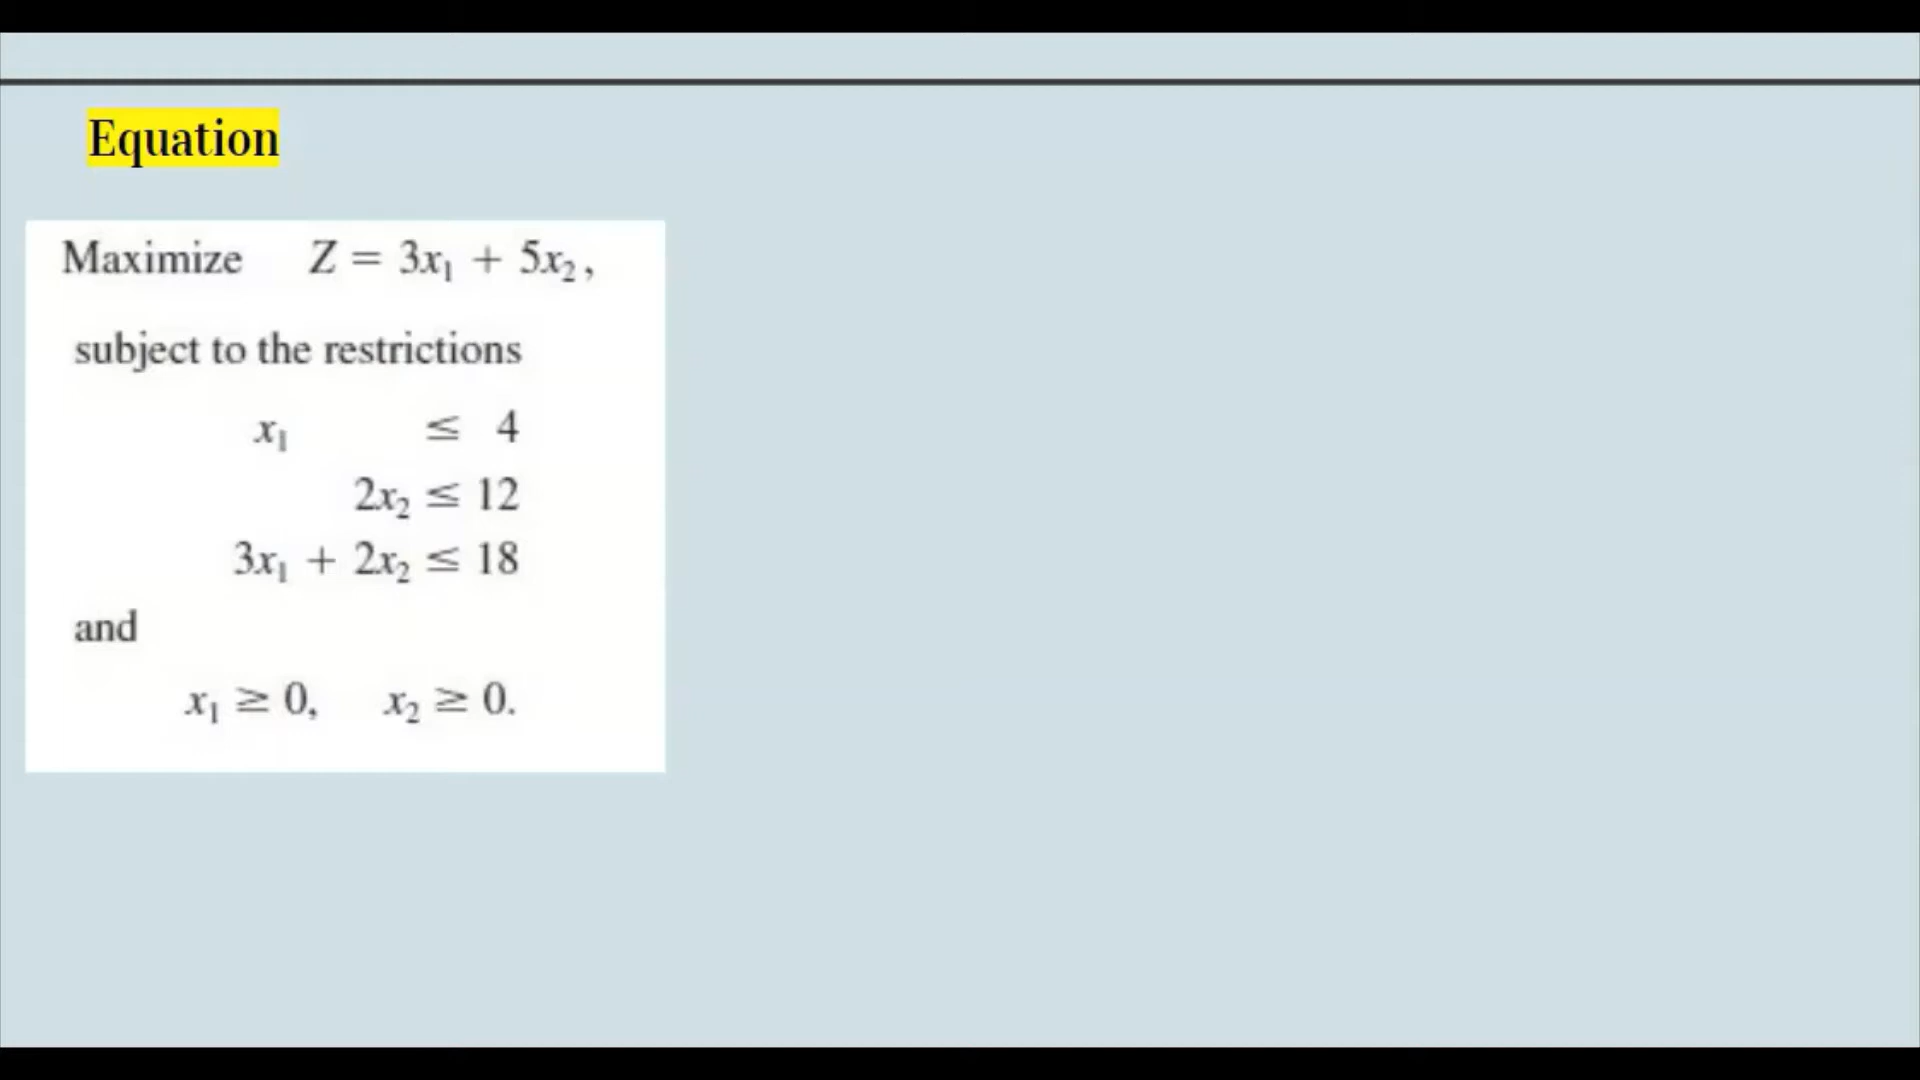 Equation
Maximize Z = 3x₁ + 5x₂,
subject to the restrictions
x₁ ≤ 4
2x₂ ≤ 12
3x₁ + 2x₂ ≤ 18
and
x₁ ≥ 0, x₂ ≥ 0.